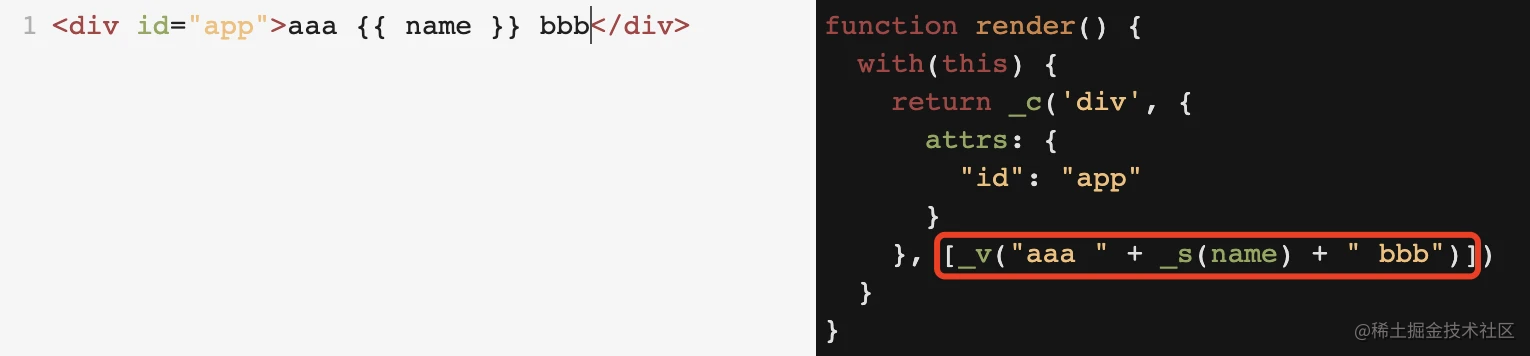 1 <div id="app">aaa {{ name }} bbb</div>
function render() {
  with(this) {
    return _c('div', {
      attrs: {
        "id": "app"
      }
    }, [_v("aaa " + _s(name) + " bbb")])
  }
}
@稀土掘金技术社区